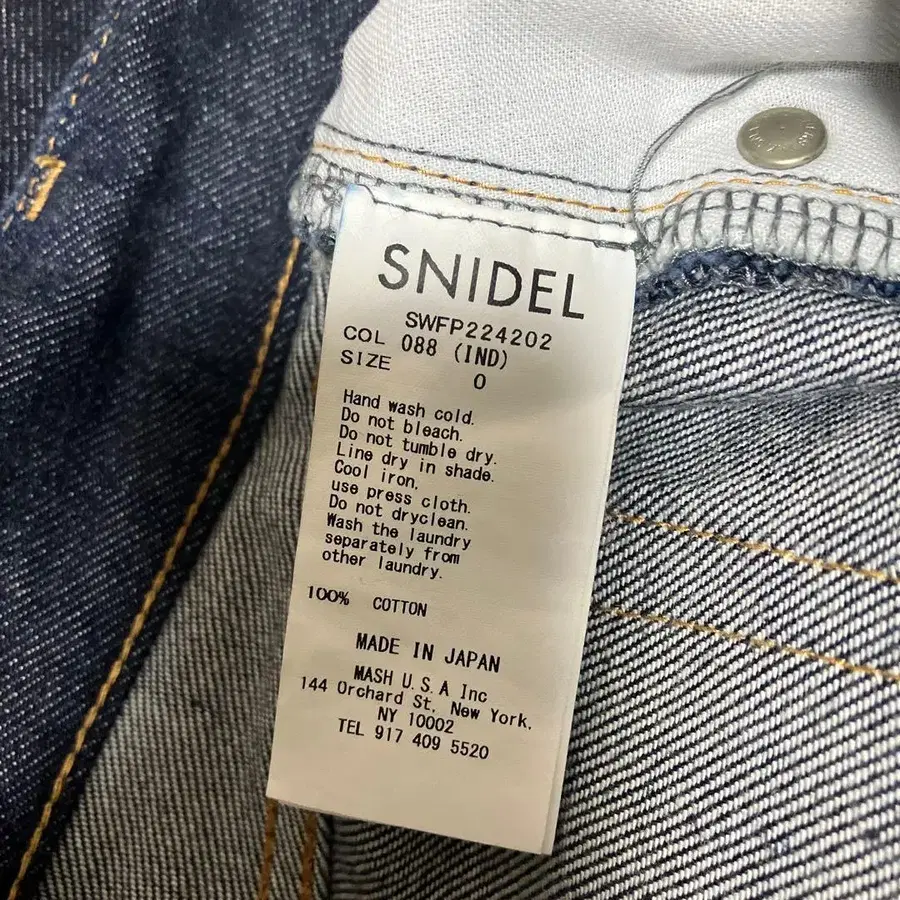 SNIDEL
SWFP224202
COL 088 (IND)
SIZE 0
Hand wash cold.
Do not bleach.
Do not tumble dry.
Line dry in shade.
Cool iron,
use press cloth.
Do not dryclean.
Wash the laundry
separately from
other laundry.
100% COTTON
MADE IN JAPAN
MASH U.S.A Inc
144 Orchard St, New York,
NY 10002
TEL 917 409 5520